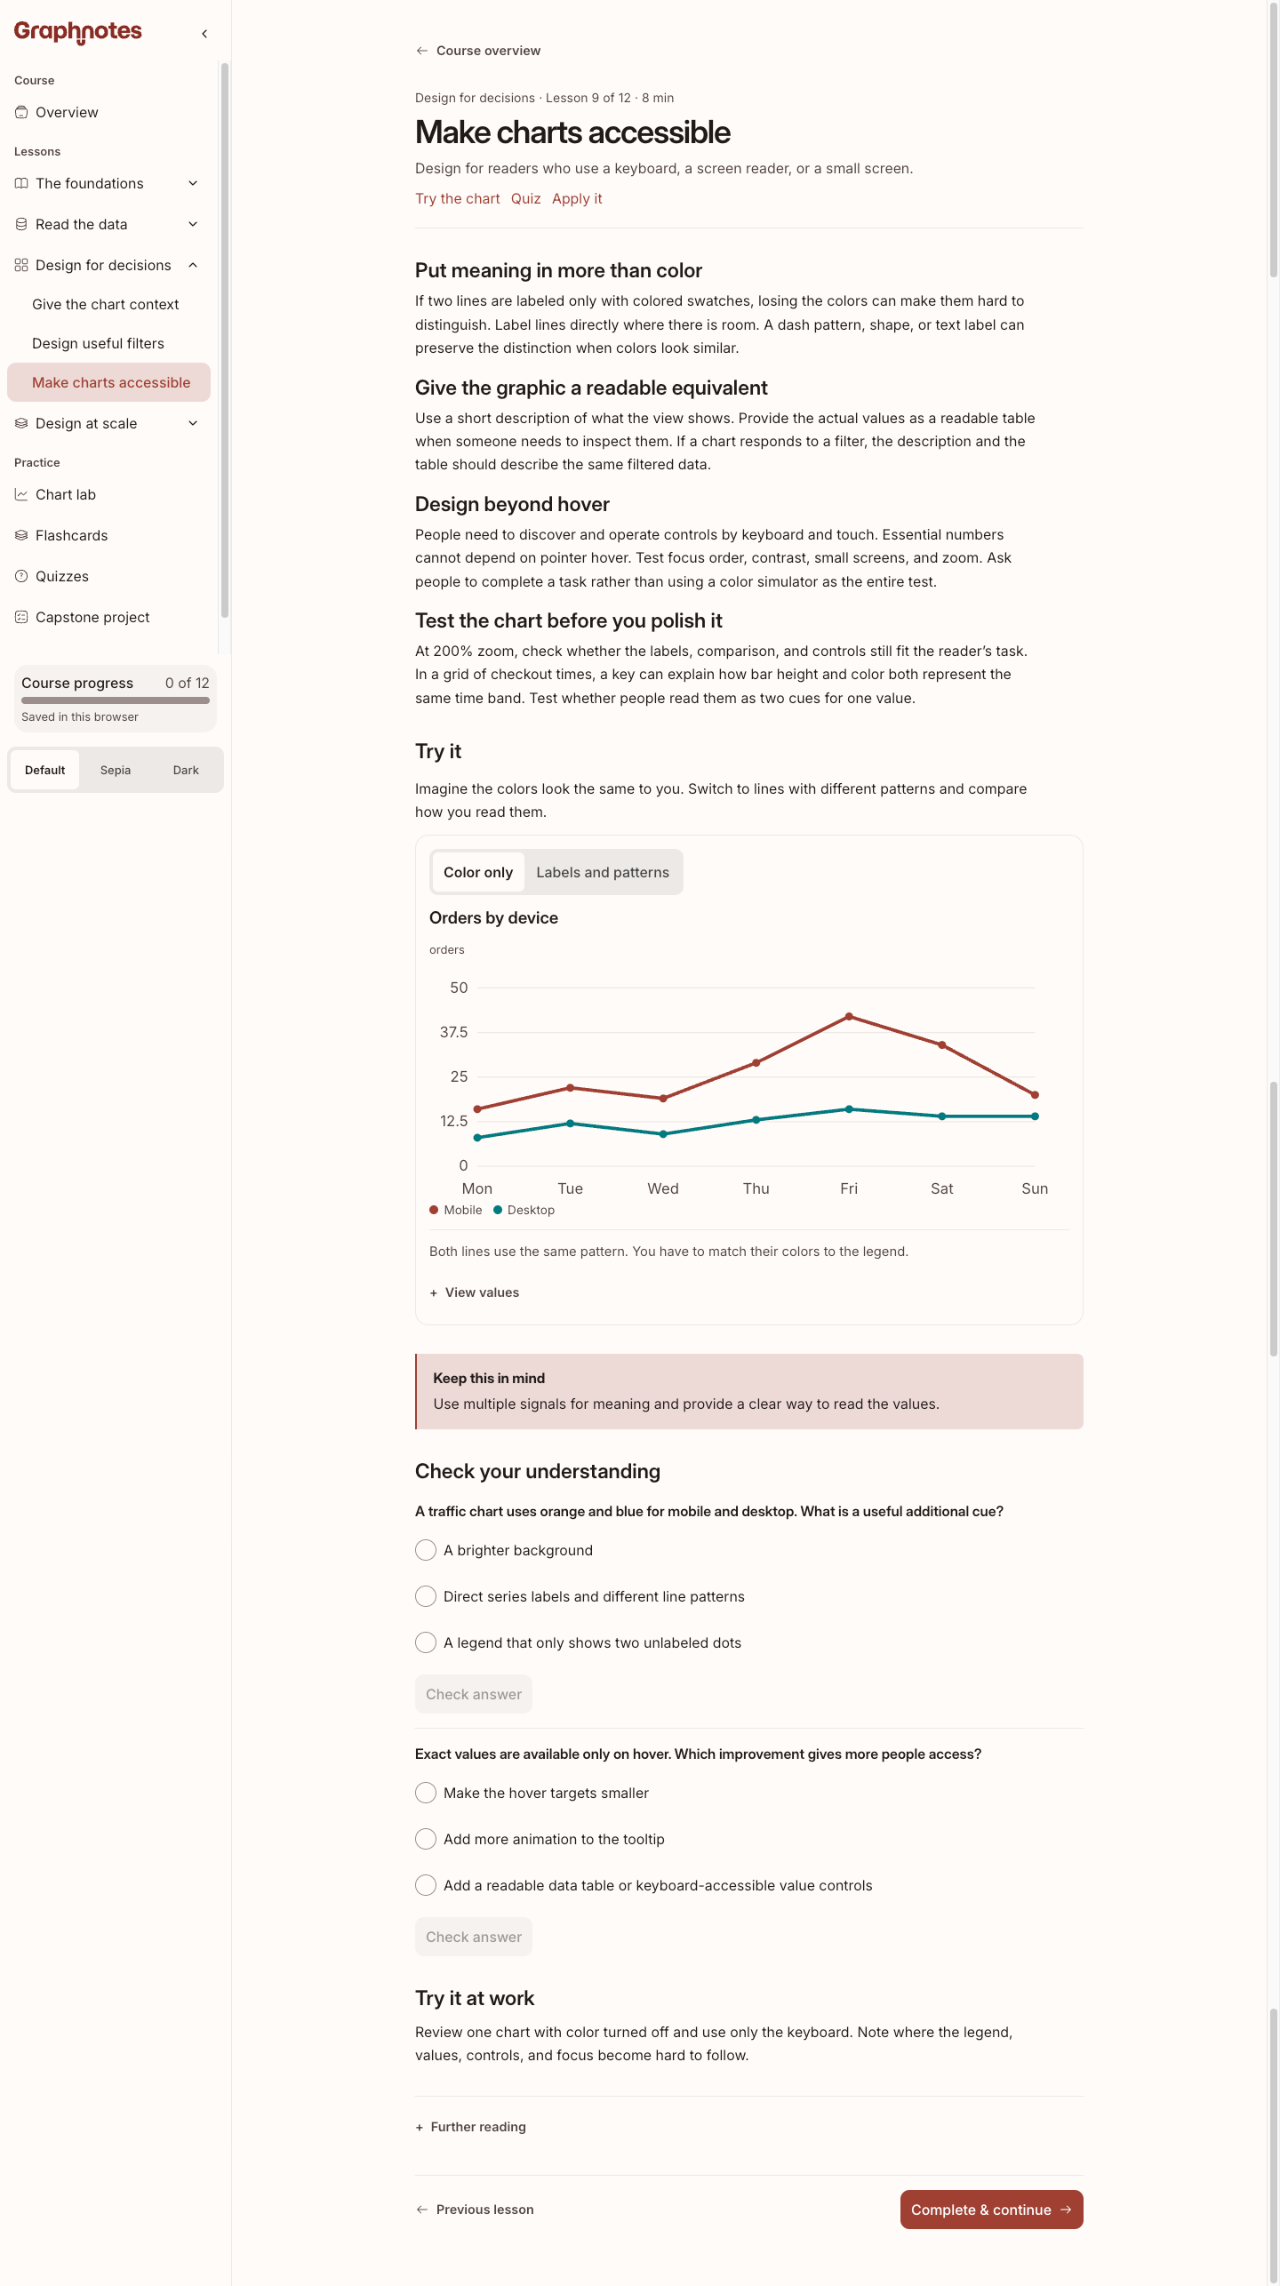 Graphnotes
Course
Overview
Lessons
The foundations
Read the data
Design for decisions
Give the chart context
Design useful filters
Make charts accessible
Design at scale
Practice
Chart lab
Flashcards
Quizzes
Capstone project
Course progress 0 of 12
Saved in this browser
Default Sepia Dark
← Course overview
Design for decisions · Lesson 9 of 12 · 8 min
Make charts accessible
Design for readers who use a keyboard, a screen reader, or a small screen.
Try the chart Quiz Apply it
Put meaning in more than color
If two lines are labeled only with colored swatches, losing the colors can make them hard to
distinguish. Label lines directly where there is room. A dash pattern, shape, or text label can
preserve the distinction when colors look similar.
Give the graphic a readable equivalent
Use a short description of what the view shows. Provide the actual values as a readable table
when someone needs to inspect them. If a chart responds to a filter, the description and the
table should describe the same filtered data.
Design beyond hover
People need to discover and operate controls by keyboard and touch. Essential numbers
cannot depend on pointer hover. Test focus order, contrast, small screens, and zoom. Ask
people to complete a task rather than using a color simulator as the entire test.
Test the chart before you polish it
At 200% zoom, check whether the labels, comparison, and controls still fit the reader’s task.
In a grid of checkout times, a key can explain how bar height and color both represent the
same time band. Test whether people read them as two cues for one value.
Try it
Imagine the colors look the same to you. Switch to lines with different patterns and compare
how you read them.
Color only Labels and patterns
Orders by device
orders
50
37.5
25
12.5
0
Mon Tue Wed Thu Fri Sat Sun
Mobile Desktop
Both lines use the same pattern. You have to match their colors to the legend.
+ View values
Keep this in mind
Use multiple signals for meaning and provide a clear way to read the values.
Check your understanding
A traffic chart uses orange and blue for mobile and desktop. What is a useful additional cue?
A brighter background
Direct series labels and different line patterns
A legend that only shows two unlabeled dots
Check answer
Exact values are available only on hover. Which improvement gives more people access?
Make the hover targets smaller
Add more animation to the tooltip
Add a readable data table or keyboard-accessible value controls
Check answer
Try it at work
Review one chart with color turned off and use only the keyboard. Note where the legend,
values, controls, and focus become hard to follow.
+ Further reading
← Previous lesson
Complete & continue →